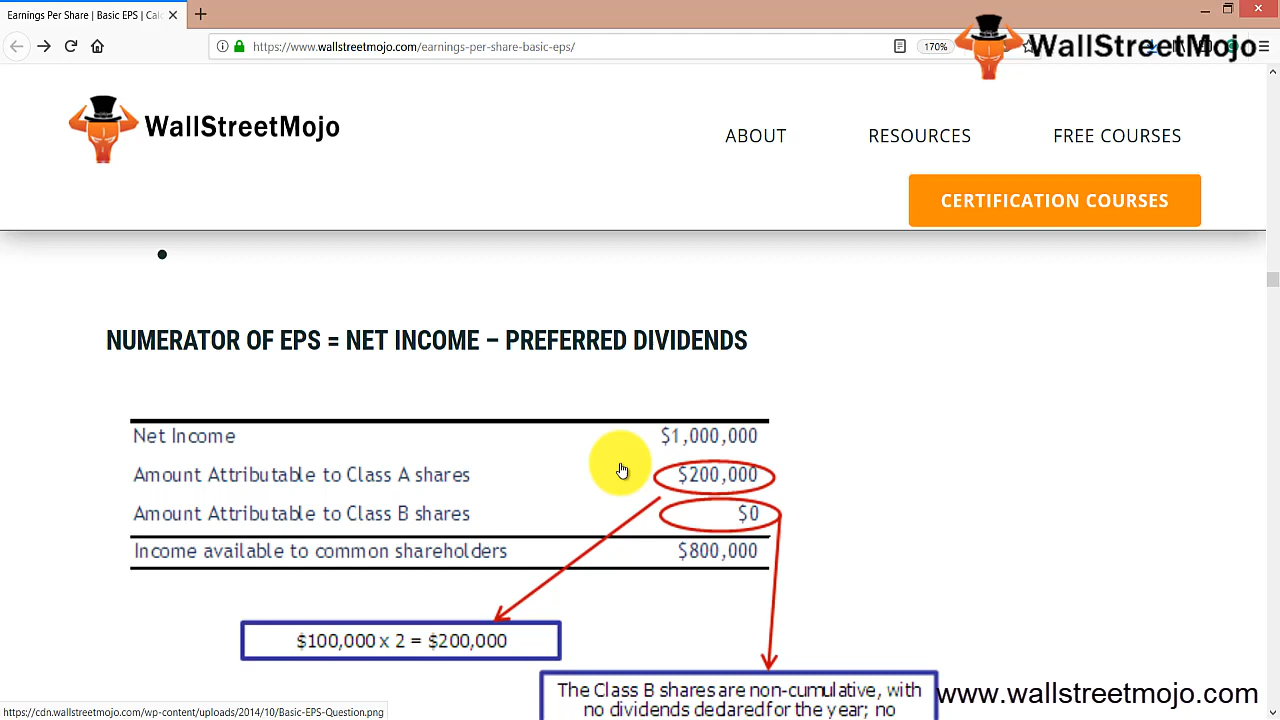 Earnings Per Share | Basic EPS | Calc
https://www.wallstreetmojo.com/earnings-per-share-basic-eps/
170%
WallStreetMojo
WallStreetMojo
ABOUT
RESOURCES
FREE COURSES
CERTIFICATION COURSES
NUMERATOR OF EPS = NET INCOME – PREFERRED DIVIDENDS
Net Income $1,000,000
Amount Attributable to Class A shares $200,000
Amount Attributable to Class B shares $0
Income available to common shareholders $800,000
$100,000 x 2 = $200,000
The Class B shares are non-cumulative, with
no dividends declared for the year; no
www.wallstreetmojo.com
https://cdn.wallstreetmojo.com/wp-content/uploads/2014/10/Basic-EPS-Question.png